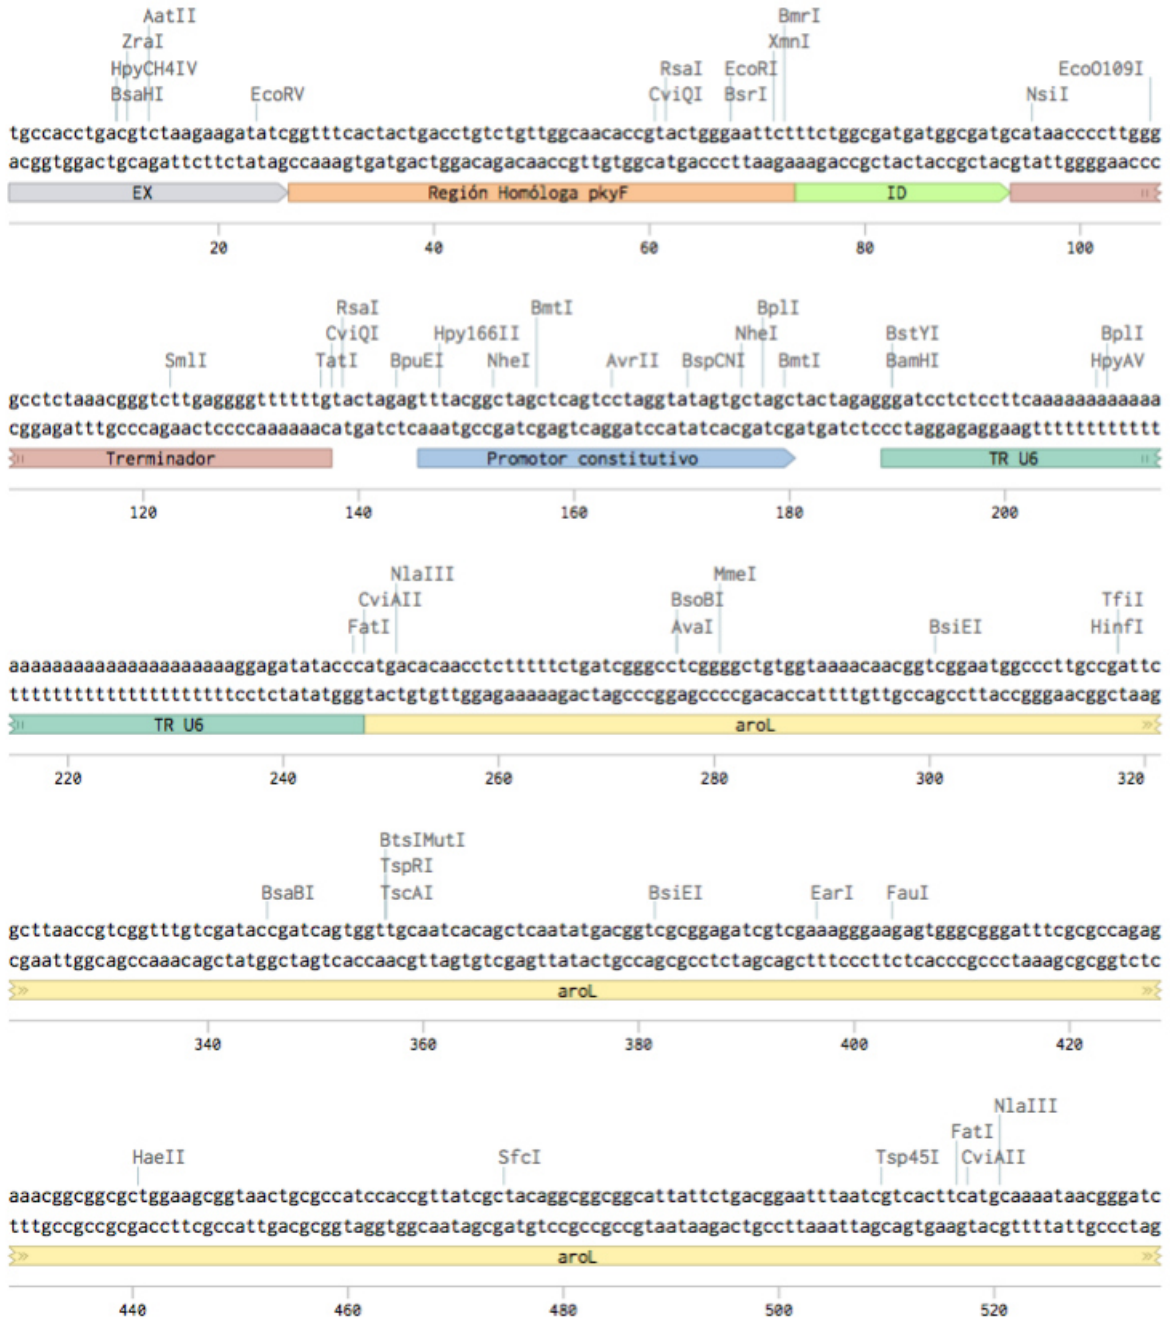 AatII BmrI
ZraI XmnI
HpyCH4IV RsaI EcoRI EcoO109I
BsaHI EcoRV CviQI BsrI NsiI
tgccacctgacgtctaagaagatatcggtttcactactgacctgtctgttggcaacaccgtactgggaattctttctggcgatgatggcgatgcataaccccttggg
acggtggactgcagattcttctatagccaaagtgatgactggacagacaaccgttgtggcatgacccttaagaaagaccgctactaccgctacgtattggggaaccc
EX Región Homóloga pkyF ID
20 40 60 80 100
RsaI BmtI BplI
CviQI Hpy166II NheI BstYI BplI
SmlI TatI BpuEI NheI AvrII BspCNI BmtI BamHI HpyAV
gcctctaaacgggtcttgaggggttttttgtactagagtttacggctagctcagtcctaggtatagtgctagctactagagggatcctctccttcaaaaaaaaaaaa
cggagatttgcccagaactccccaaaaaacatgatctcaaatgccgatcgagtcaggatccatatcacgatcgatgatctccctaggagaggaagtttttttttttt
Trerminador Promotor constitutivo TR U6
120 140 160 180 200
NlaIII MmeI
CviAII BsoBI TfiI
FatI AvaI BsiEI HinfI
aaaaaaaaaaaaaaaaaaaaaggagatatacccatgacacaacctctttttctgatcgggcctcggggctgtggtaaaacaacggtcggaatggcccttgccgattc
tttttttttttttttttttttcctctatatgggtactgtgttggagaaaaagactagcccggagccccgacaccattttgttgccagccttaccgggaacggctaag
TR U6 aroL
220 240 260 280 300 320
BtsIMutI
TspRI
BsaBI TscAI BsiEI EarI FauI
gcttaaccgtcggtttgtcgataccgatcagtggttgcaatcacagctcaatatgacggtcgcggagatcgtcgaaagggaagagtgggcgggatttcgcgccagag
cgaattggcagccaaacagctatggctagtcaccaacgttagtgtcgagttatactgccagcgcctctagcagctttcccttctcacccgccctaaagcgcggtctc
aroL
340 360 380 400 420
NlaIII
FatI
HaeII SfcI Tsp45I CviAII
aaacggcggcgctggaagcggtaactgcgccatccaccgttatcgctacaggcggcggcattattctgacggaatttaatcgtcacttcatgcaaaataacgggatc
tttgccgccgcgaccttcgccattgacgcggtaggtggcaatagcgatgtccgccgccgtaataagactgccttaaattagcagtgaagtacgttttattgccctag
aroL
440 460 480 500 520